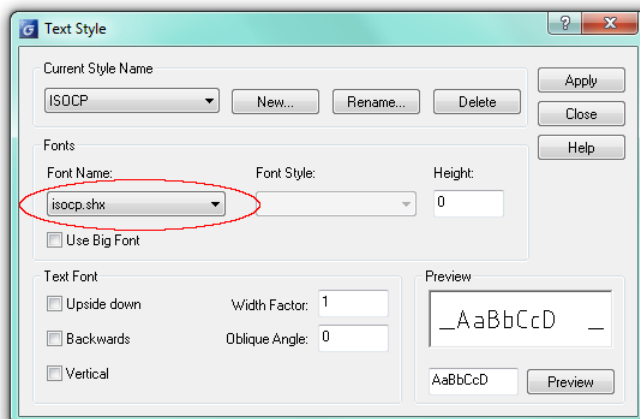 Text Style
Current Style Name
ISOCP New... Rename... Delete
Apply
Close
Help
Fonts
Font Name: Font Style: Height:
isocp.shx 0
Use Big Font
Text Font
Upside down Width Factor: 1
Backwards Oblique Angle: 0
Vertical
Preview
_AaBbCcD _
AaBbCcD Preview